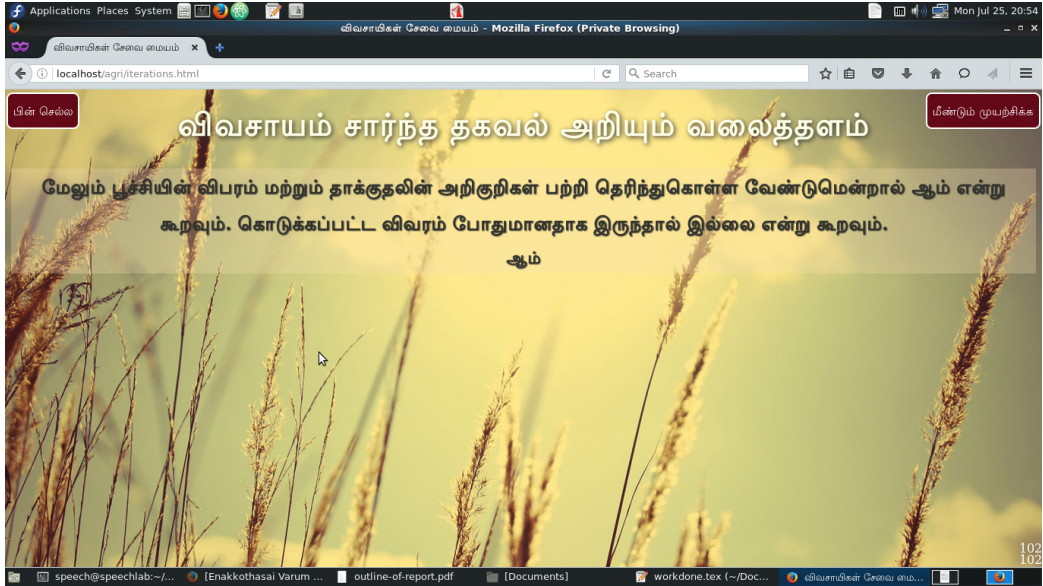 Applications Places System Mon Jul 25, 20:54
விவசாயிகள் சேவை மையம் - Mozilla Firefox (Private Browsing)
விவசாயிகள் சேவை மையம்
localhost/agri/iterations.html Search
பின் செல்ல
மீண்டும் முயற்சிக்க
விவசாயம் சார்ந்த தகவல் அறியும் வலைத்தளம்
மேலும் பூச்சியின் விபரம் மற்றும் தாக்குதலின் அறிகுறிகள் பற்றி தெரிந்துகொள்ள வேண்டுமென்றால் ஆம் என்று
கூறவும். கொடுக்கப்பட்ட விவரம் போதுமானதாக இருந்தால் இல்லை என்று கூறவும்.
ஆம்
102
102
speech@speechlab:~/... [Enakkothasai Varum ... outline-of-report.pdf [Documents] workdone.tex (~/Doc... விவசாயிகள் சேவை மை...